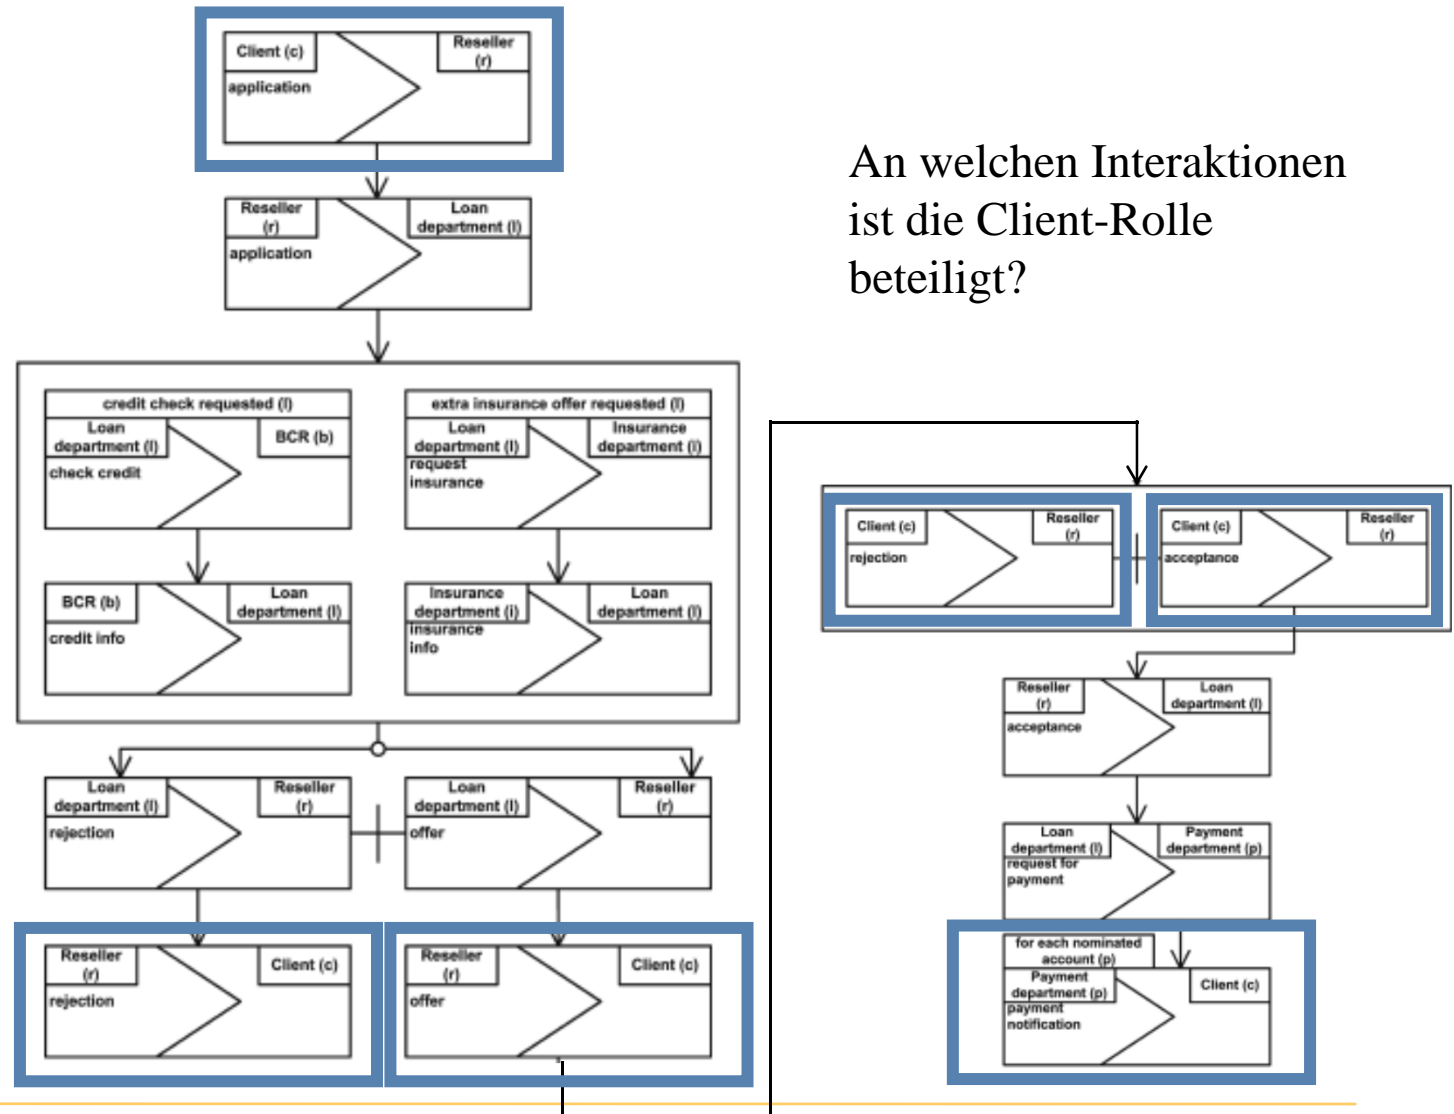 Client (c)
Reseller
(r)
application
An welchen Interaktionen
ist die Client-Rolle
beteiligt?
Reseller
(r)
Loan
department (l)
application
credit check requested (l)
Loan
department (l)
BCR (b)
check credit
extra insurance offer requested (l)
Loan
department (l)
Insurance
department (i)
request
insurance
BCR (b)
Loan
department (l)
credit info
Insurance
department (i)
Loan
department (l)
insurance
info
Loan
department (l)
Reseller
(r)
rejection
Loan
department (l)
Reseller
(r)
offer
Reseller
(r)
Client (c)
rejection
Reseller
(r)
Client (c)
offer
Client (c)
Reseller
(r)
rejection
Client (c)
Reseller
(r)
acceptance
Reseller
(r)
Loan
department (l)
acceptance
Loan
department (l)
Payment
department (p)
request for
payment
for each nominated
account (p)
Payment
department (p)
Client (c)
payment
notification